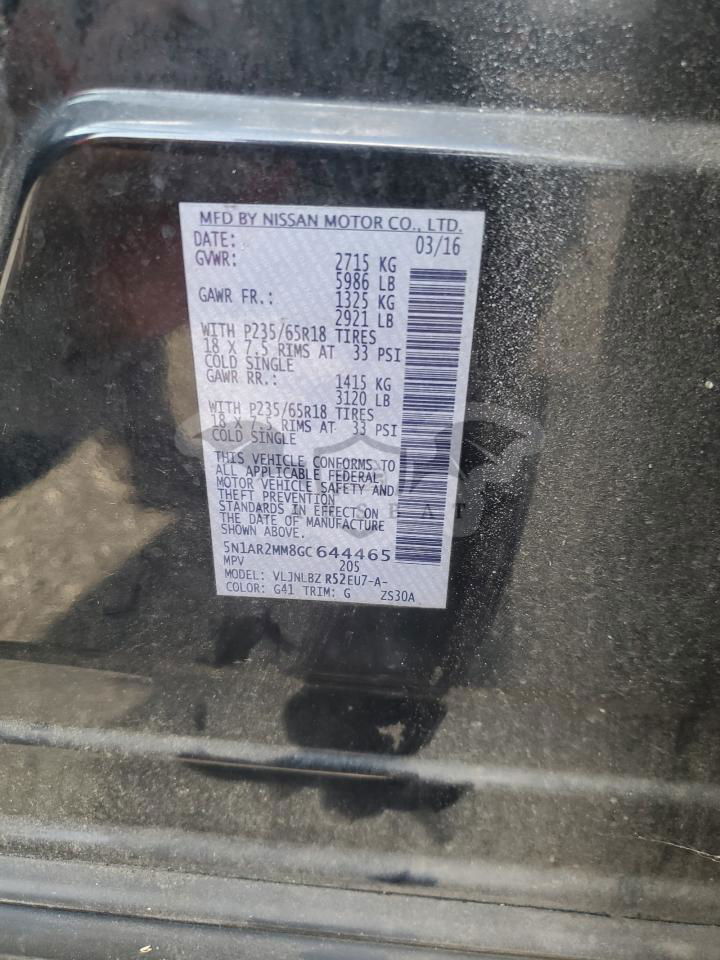 MFD BY NISSAN MOTOR CO., LTD.
DATE: 03/16
GVWR: 2715 KG
5986 LB
GAWR FR.: 1325 KG
2921 LB
WITH P235/65R18 TIRES
18 X 7.5 RIMS AT 33 PSI
COLD SINGLE
GAWR RR.: 1415 KG
3120 LB
WITH P235/65R18 TIRES
18 X 7.5 RIMS AT 33 PSI
COLD SINGLE
THIS VEHICLE CONFORMS TO
ALL APPLICABLE FEDERAL
MOTOR VEHICLE SAFETY AND
THEFT PREVENTION
STANDARDS IN EFFECT ON
THE DATE OF MANUFACTURE
SHOWN ABOVE.
5N1AR2MM8GC644465
MPV 205
MODEL: VLJNLBZ R52EU7-A-
COLOR: G41 TRIM: G ZS30A